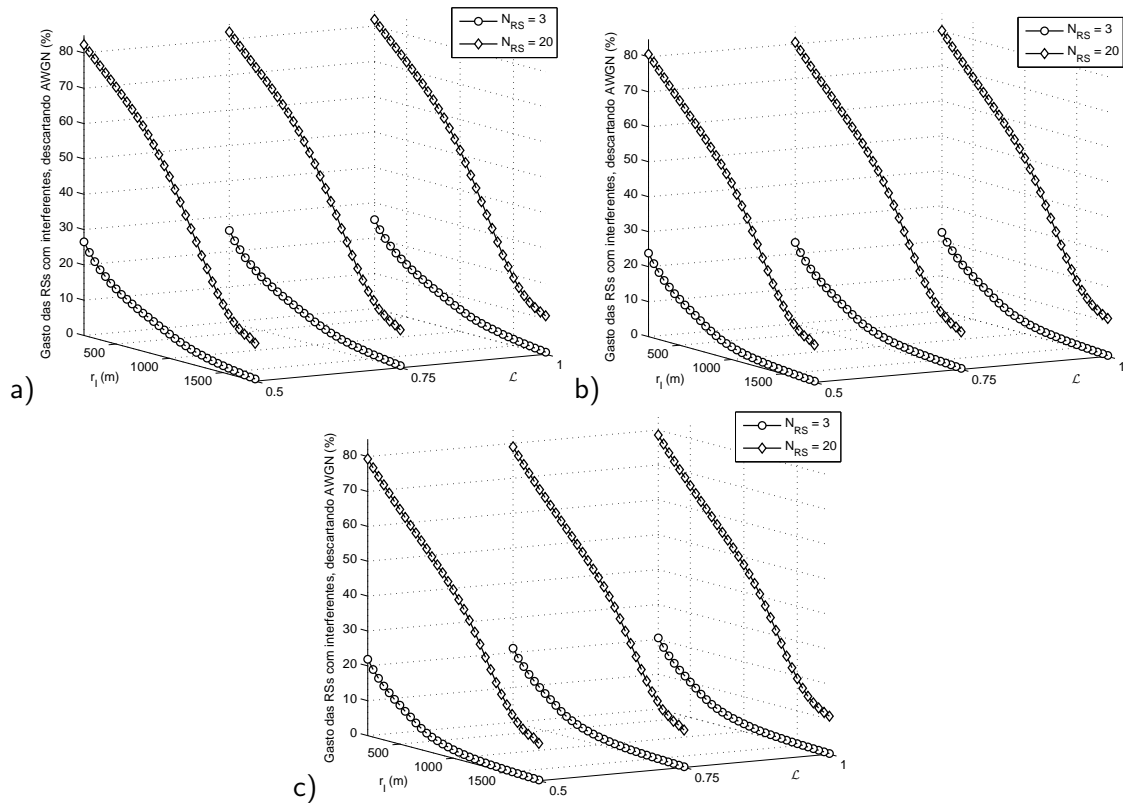 N_RS = 3
N_RS = 20
Gasto das RSs com interferentes, descartando AWGN (%)
80
70
60
50
40
30
20
10
0
500
1000
1500
r_I (m)
0.5
0.75
1
ℒ
a)
N_RS = 3
N_RS = 20
Gasto das RSs com interferentes, descartando AWGN (%)
80
70
60
50
40
30
20
10
0
500
1000
1500
r_I (m)
0.5
0.75
1
ℒ
b)
N_RS = 3
N_RS = 20
Gasto das RSs com interferentes, descartando AWGN (%)
80
70
60
50
40
30
20
10
0
500
1000
1500
r_I (m)
0.5
0.75
1
ℒ
c)